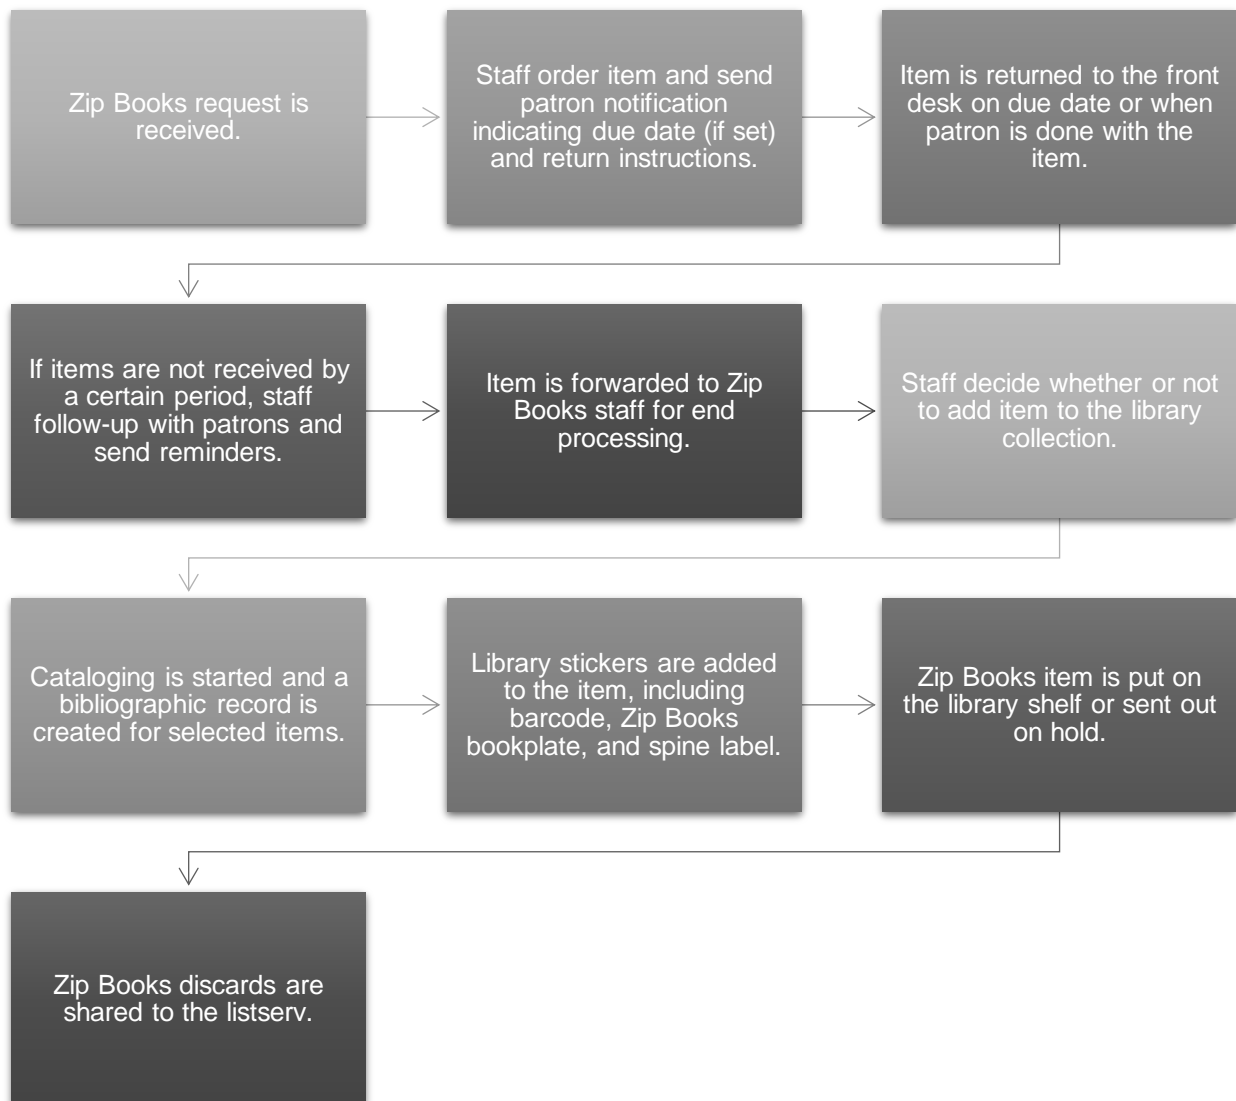 Zip Books request is
received.
Staff order item and send
patron notification
indicating due date (if set)
and return instructions.
Item is returned to the front
desk on due date or when
patron is done with the
item.
If items are not received by
a certain period, staff
follow-up with patrons and
send reminders.
Item is forwarded to Zip
Books staff for end
processing.
Staff decide whether or not
to add item to the library
collection.
Cataloging is started and a
bibliographic record is
created for selected items.
Library stickers are added
to the item, including
barcode, Zip Books
bookplate, and spine label.
Zip Books item is put on
the library shelf or sent out
on hold.
Zip Books discards are
shared to the listserv.